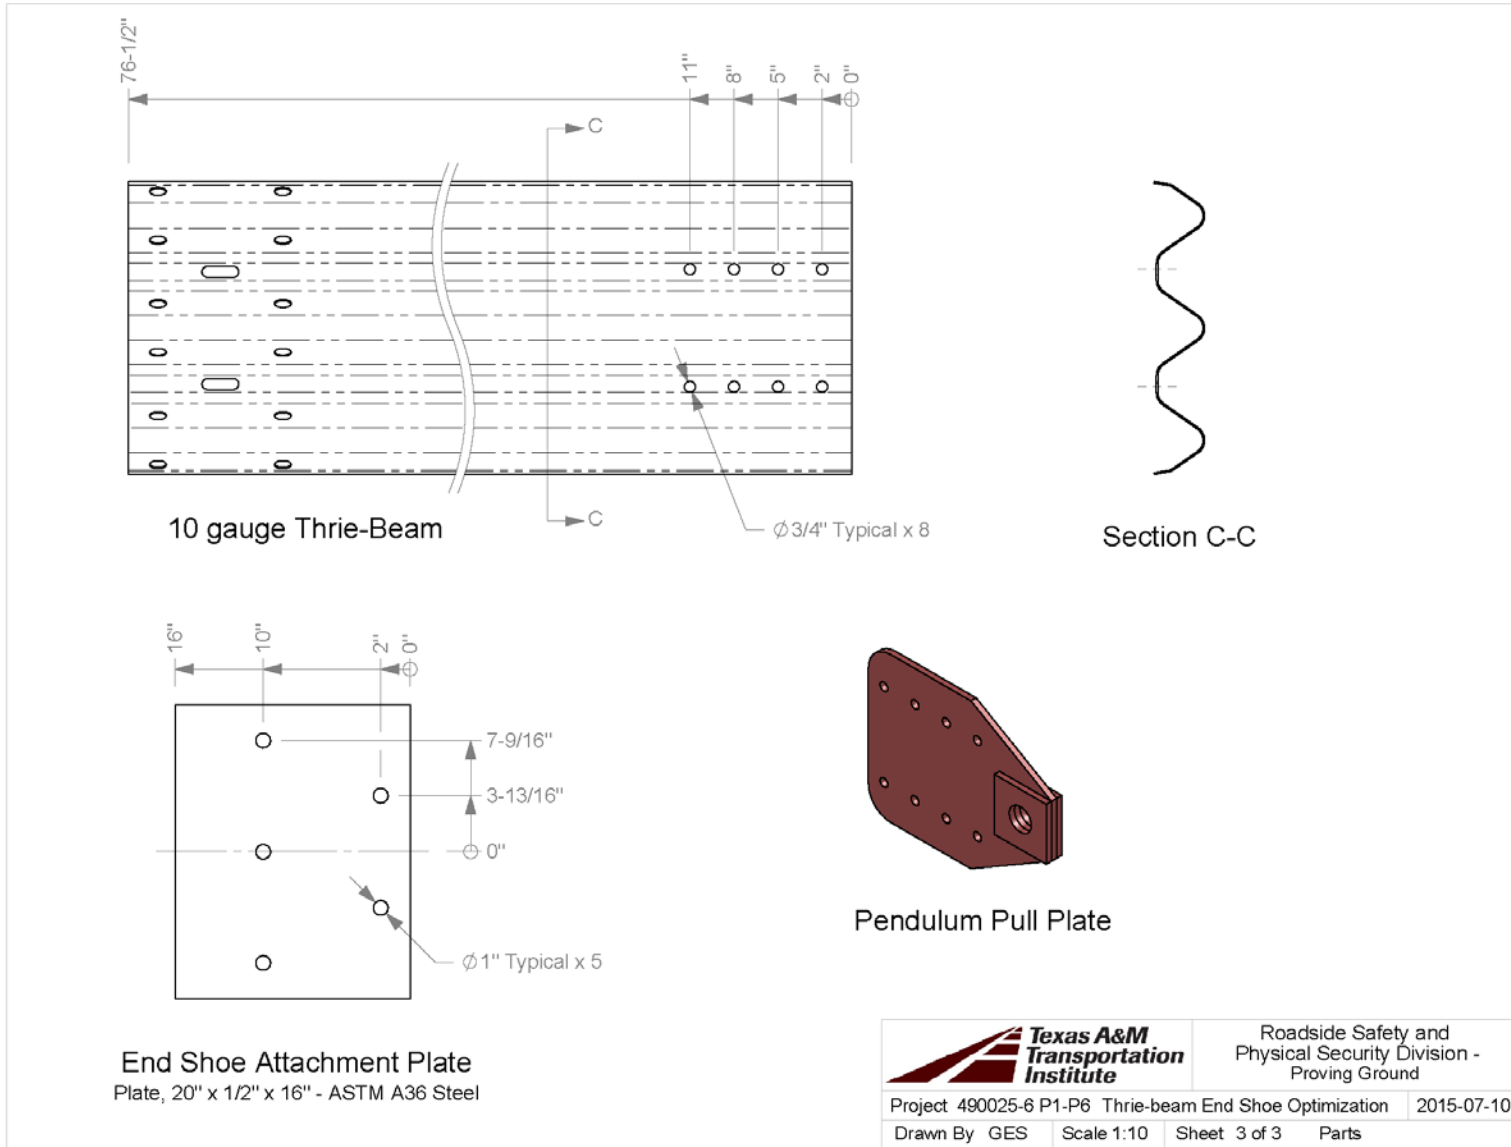 76-1/2"
11"
8"
5"
2"
0"
C
C
10 gauge Thrie-Beam
∅3/4" Typical x 8
Section C-C
16"
10"
2"
0"
7-9/16"
3-13/16"
0"
∅1" Typical x 5
End Shoe Attachment Plate
Plate, 20" x 1/2" x 16" - ASTM A36 Steel
Pendulum Pull Plate
Texas A&M
Transportation
Institute
Roadside Safety and
Physical Security Division -
Proving Ground
Project 490025-6 P1-P6 Thrie-beam End Shoe Optimization 2015-07-10
Drawn By GES Scale 1:10 Sheet 3 of 3 Parts